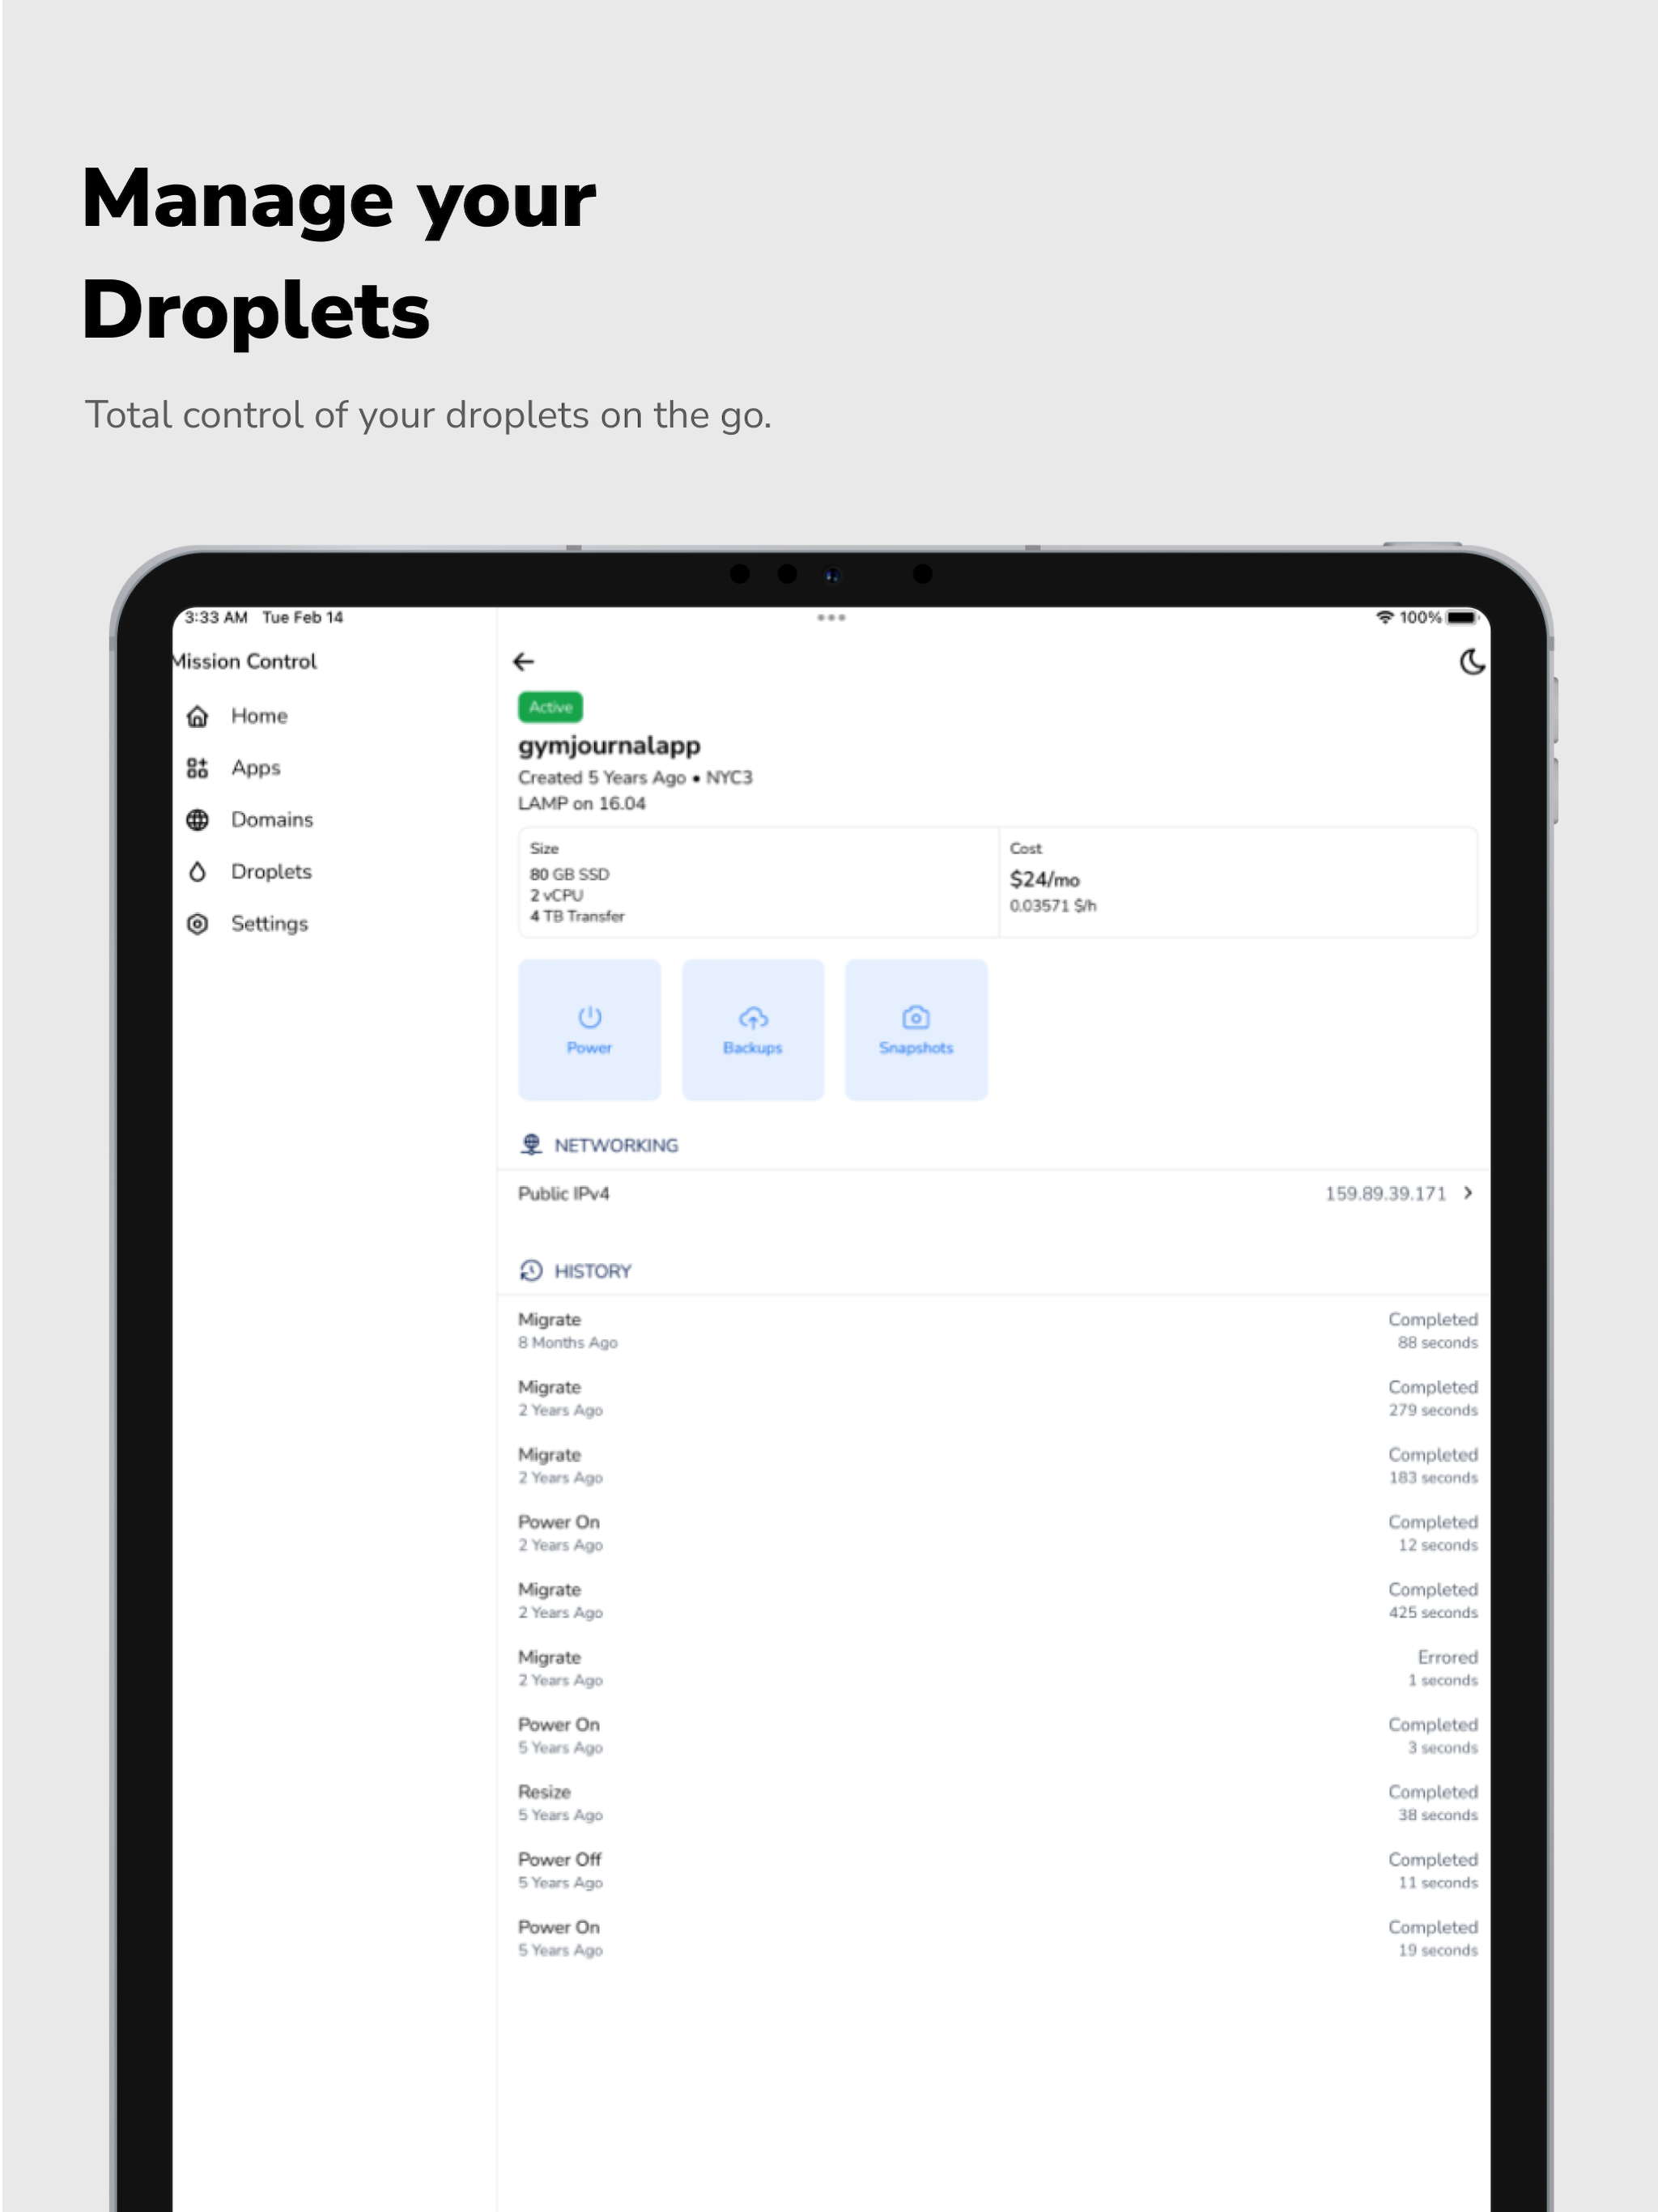 Manage your
Droplets
Total control of your droplets on the go.
3:33 AM Tue Feb 14
100%
Mission Control
Home
Apps
Domains
Droplets
Settings
Active
gymjournalapp
Created 5 Years Ago • NYC3
LAMP on 16.04
Size
80 GB SSD
2 vCPU
4 TB Transfer
Cost
$24/mo
0.03571 $/h
Power
Backups
Snapshots
NETWORKING
Public IPv4 159.89.39.171
HISTORY
Migrate Completed
8 Months Ago 88 seconds
Migrate Completed
2 Years Ago 279 seconds
Migrate Completed
2 Years Ago 183 seconds
Power On Completed
2 Years Ago 12 seconds
Migrate Completed
2 Years Ago 425 seconds
Migrate Errored
2 Years Ago 1 seconds
Power On Completed
5 Years Ago 3 seconds
Resize Completed
5 Years Ago 38 seconds
Power Off Completed
5 Years Ago 11 seconds
Power On Completed
5 Years Ago 19 seconds